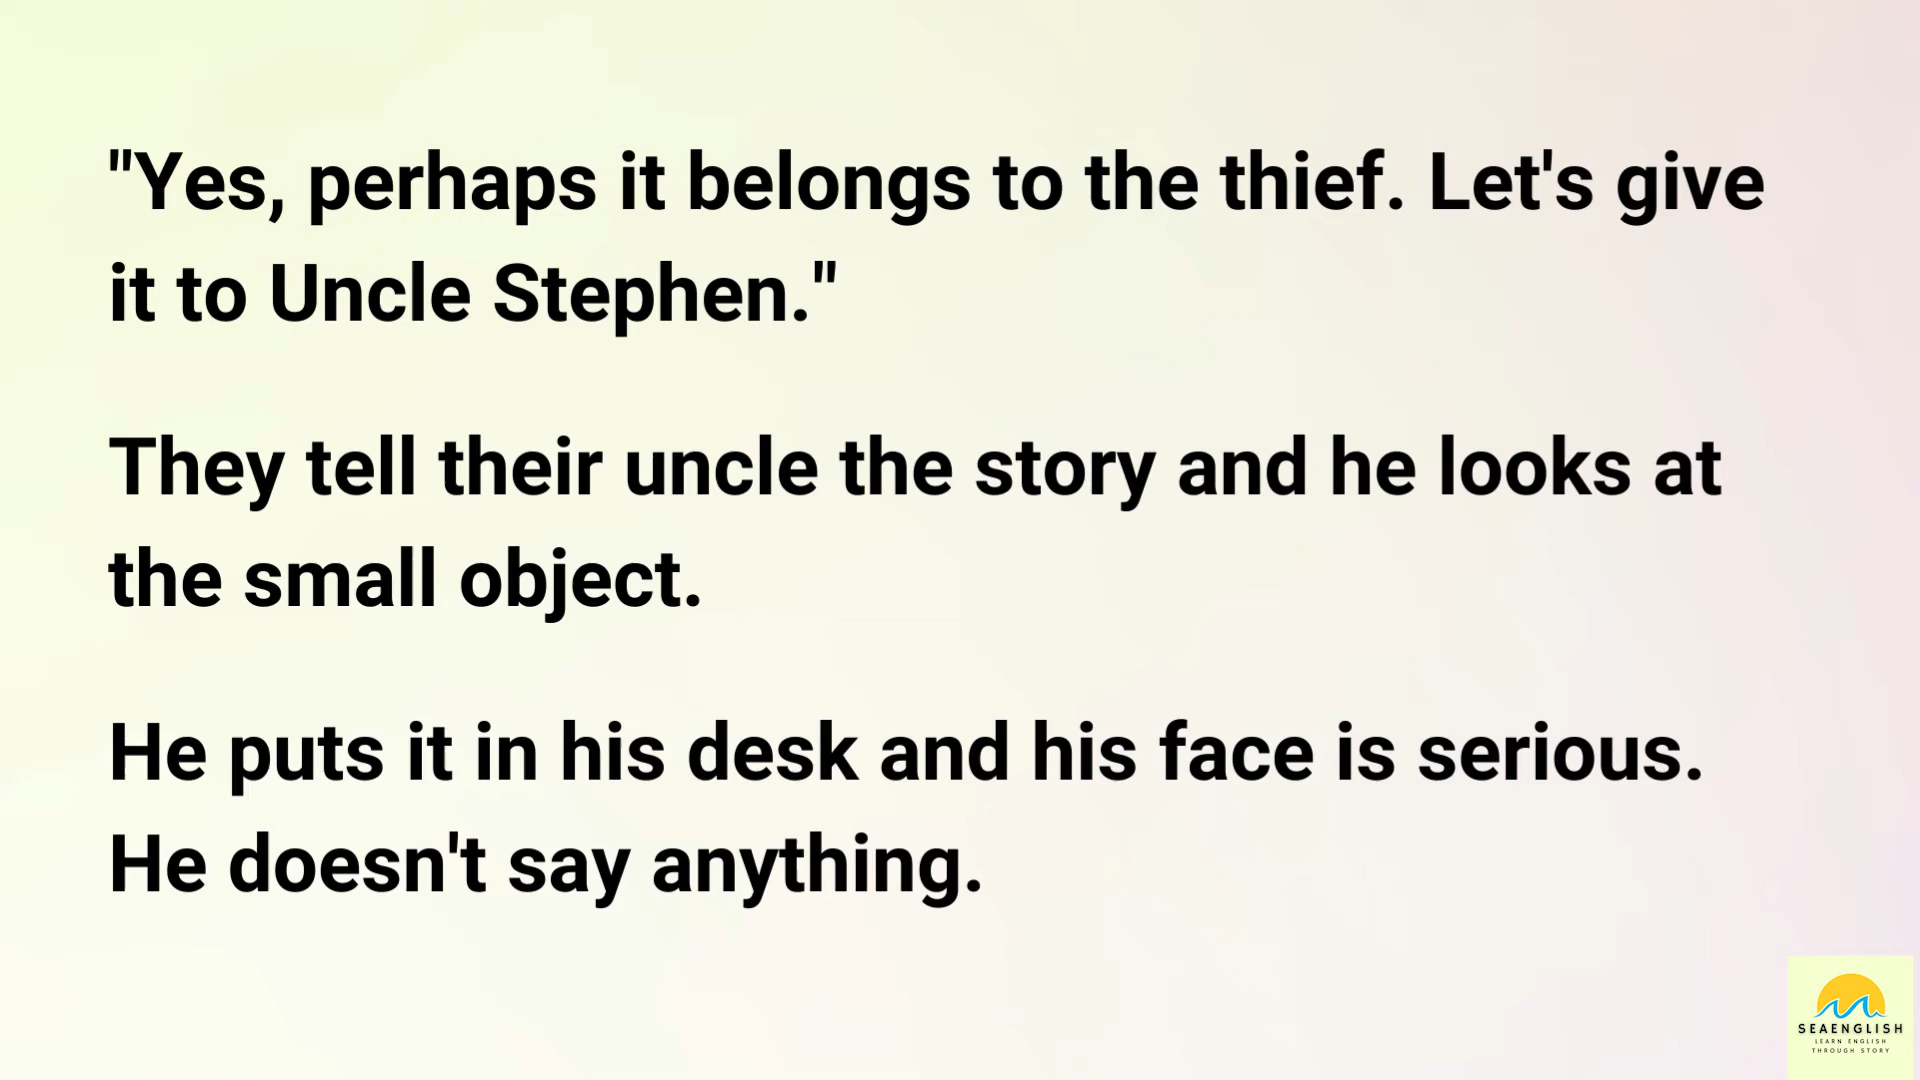 "Yes, perhaps it belongs to the thief. Let's give
it to Uncle Stephen."
They tell their uncle the story and he looks at
the small object.
He puts it in his desk and his face is serious.
He doesn't say anything.
SEAENGLISH
LEARN ENGLISH
THROUGH STORY